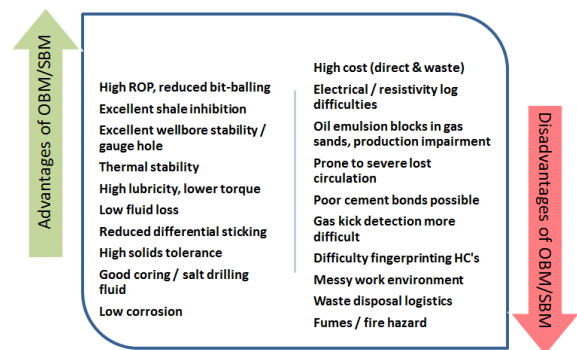 Advantages of OBM/SBM
High ROP, reduced bit-balling
Excellent shale inhibition
Excellent wellbore stability /
gauge hole
Thermal stability
High lubricity, lower torque
Low fluid loss
Reduced differential sticking
High solids tolerance
Good coring / salt drilling
fluid
Low corrosion
High cost (direct & waste)
Electrical / resistivity log
difficulties
Oil emulsion blocks in gas
sands, production impairment
Prone to severe lost
circulation
Poor cement bonds possible
Gas kick detection more
difficult
Difficulty fingerprinting HC's
Messy work environment
Waste disposal logistics
Fumes / fire hazard
Disadvantages of OBM/SBM